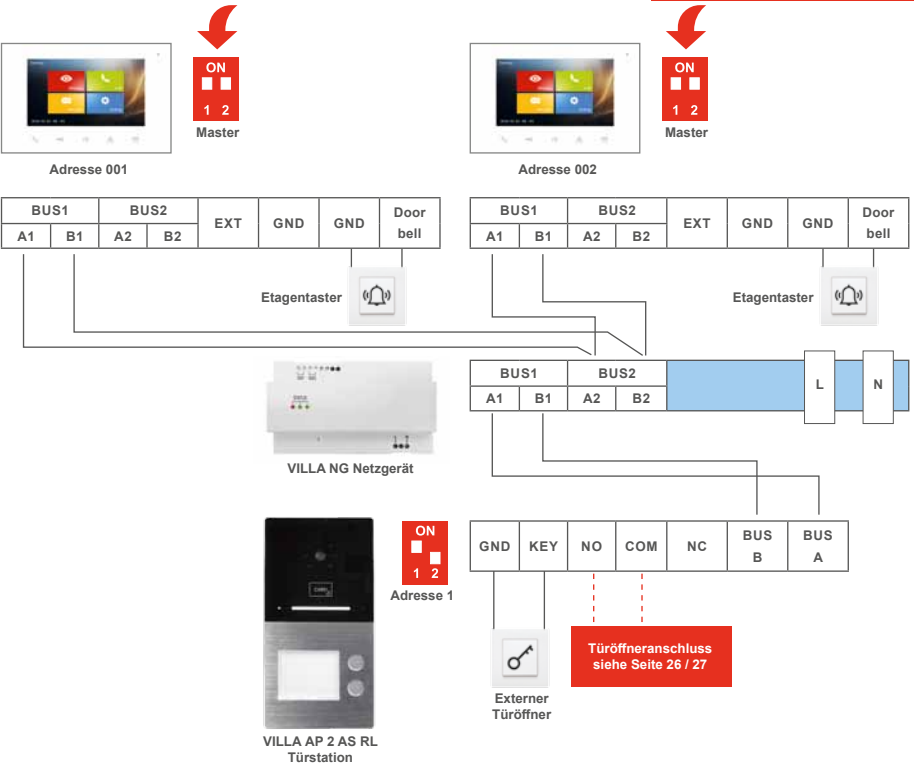 ON
1 2
Master
Adresse 001
ON
1 2
Master
Adresse 002
BUS1 BUS2 EXT GND GND Door bell
A1 B1 A2 B2
Etagentaster
BUS1 BUS2 EXT GND GND Door bell
A1 B1 A2 B2
Etagentaster
BUS1 BUS2 L N
A1 B1 A2 B2
VILLA NG Netzgerät
ON
1 2
Adresse 1
GND KEY NO COM NC BUS B BUS A
Türöffneranschluss
siehe Seite 26 / 27
Externer
Türöffner
VILLA AP 2 AS RL
Türstation